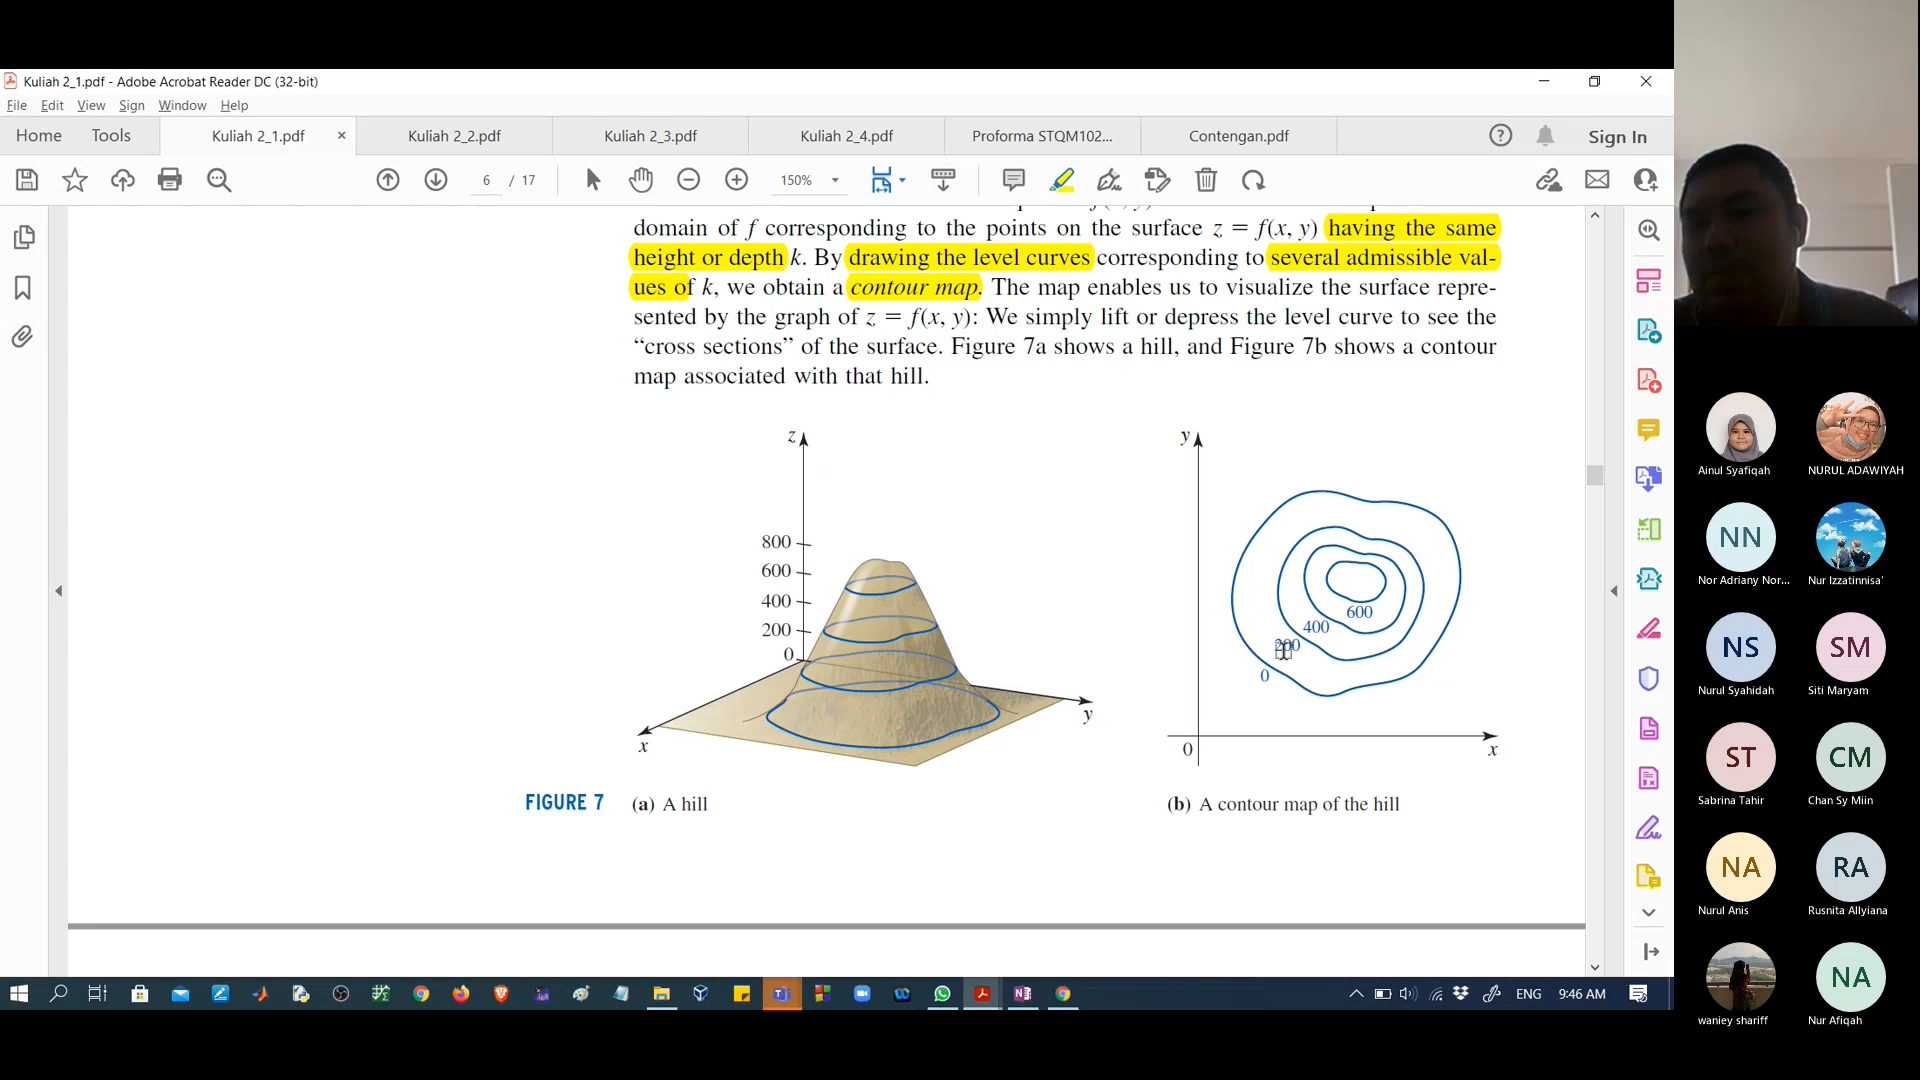 Kuliah 2_1.pdf - Adobe Acrobat Reader DC (32-bit)
File Edit View Sign Window Help
Home Tools Kuliah 2_1.pdf × Kuliah 2_2.pdf Kuliah 2_3.pdf Kuliah 2_4.pdf Proforma STQM102... Contengan.pdf Sign In
6 / 17 150%
domain of f corresponding to the points on the surface z = f(x, y) having the same
height or depth k. By drawing the level curves corresponding to several admissible val-
ues of k, we obtain a contour map. The map enables us to visualize the surface repre-
sented by the graph of z = f(x, y): We simply lift or depress the level curve to see the
“cross sections” of the surface. Figure 7a shows a hill, and Figure 7b shows a contour
map associated with that hill.
z
800
600
400
200
0
x
y
y
600
400
200
0
0
x
FIGURE 7 (a) A hill
(b) A contour map of the hill
ENG 9:46 AM
Ainul Syafiqah
NURUL ADAWIYAH
NN
Nor Adriany Nor...
Nur Izzatinnisa'
NS
Nurul Syahidah
SM
Siti Maryam
ST
Sabrina Tahir
CM
Chan Sy Miin
NA
Nurul Anis
RA
Rusnita Allyiana
waniey shariff
NA
Nur Afiqah